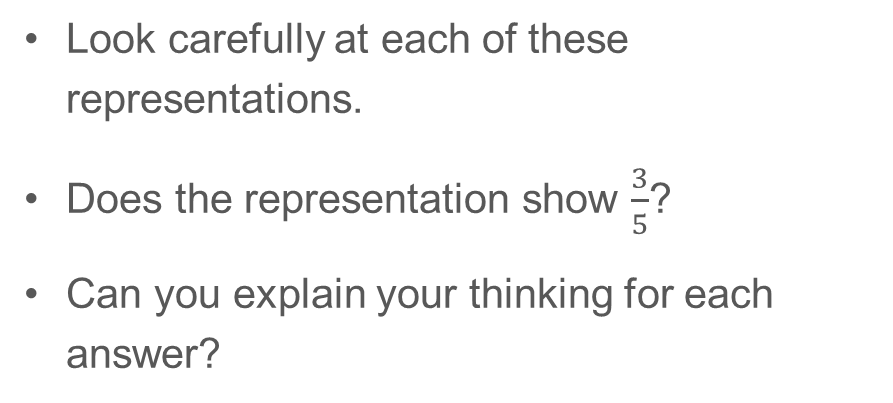 • Look carefully at each of these
representations.
• Does the representation show 3/5?
• Can you explain your thinking for each
answer?